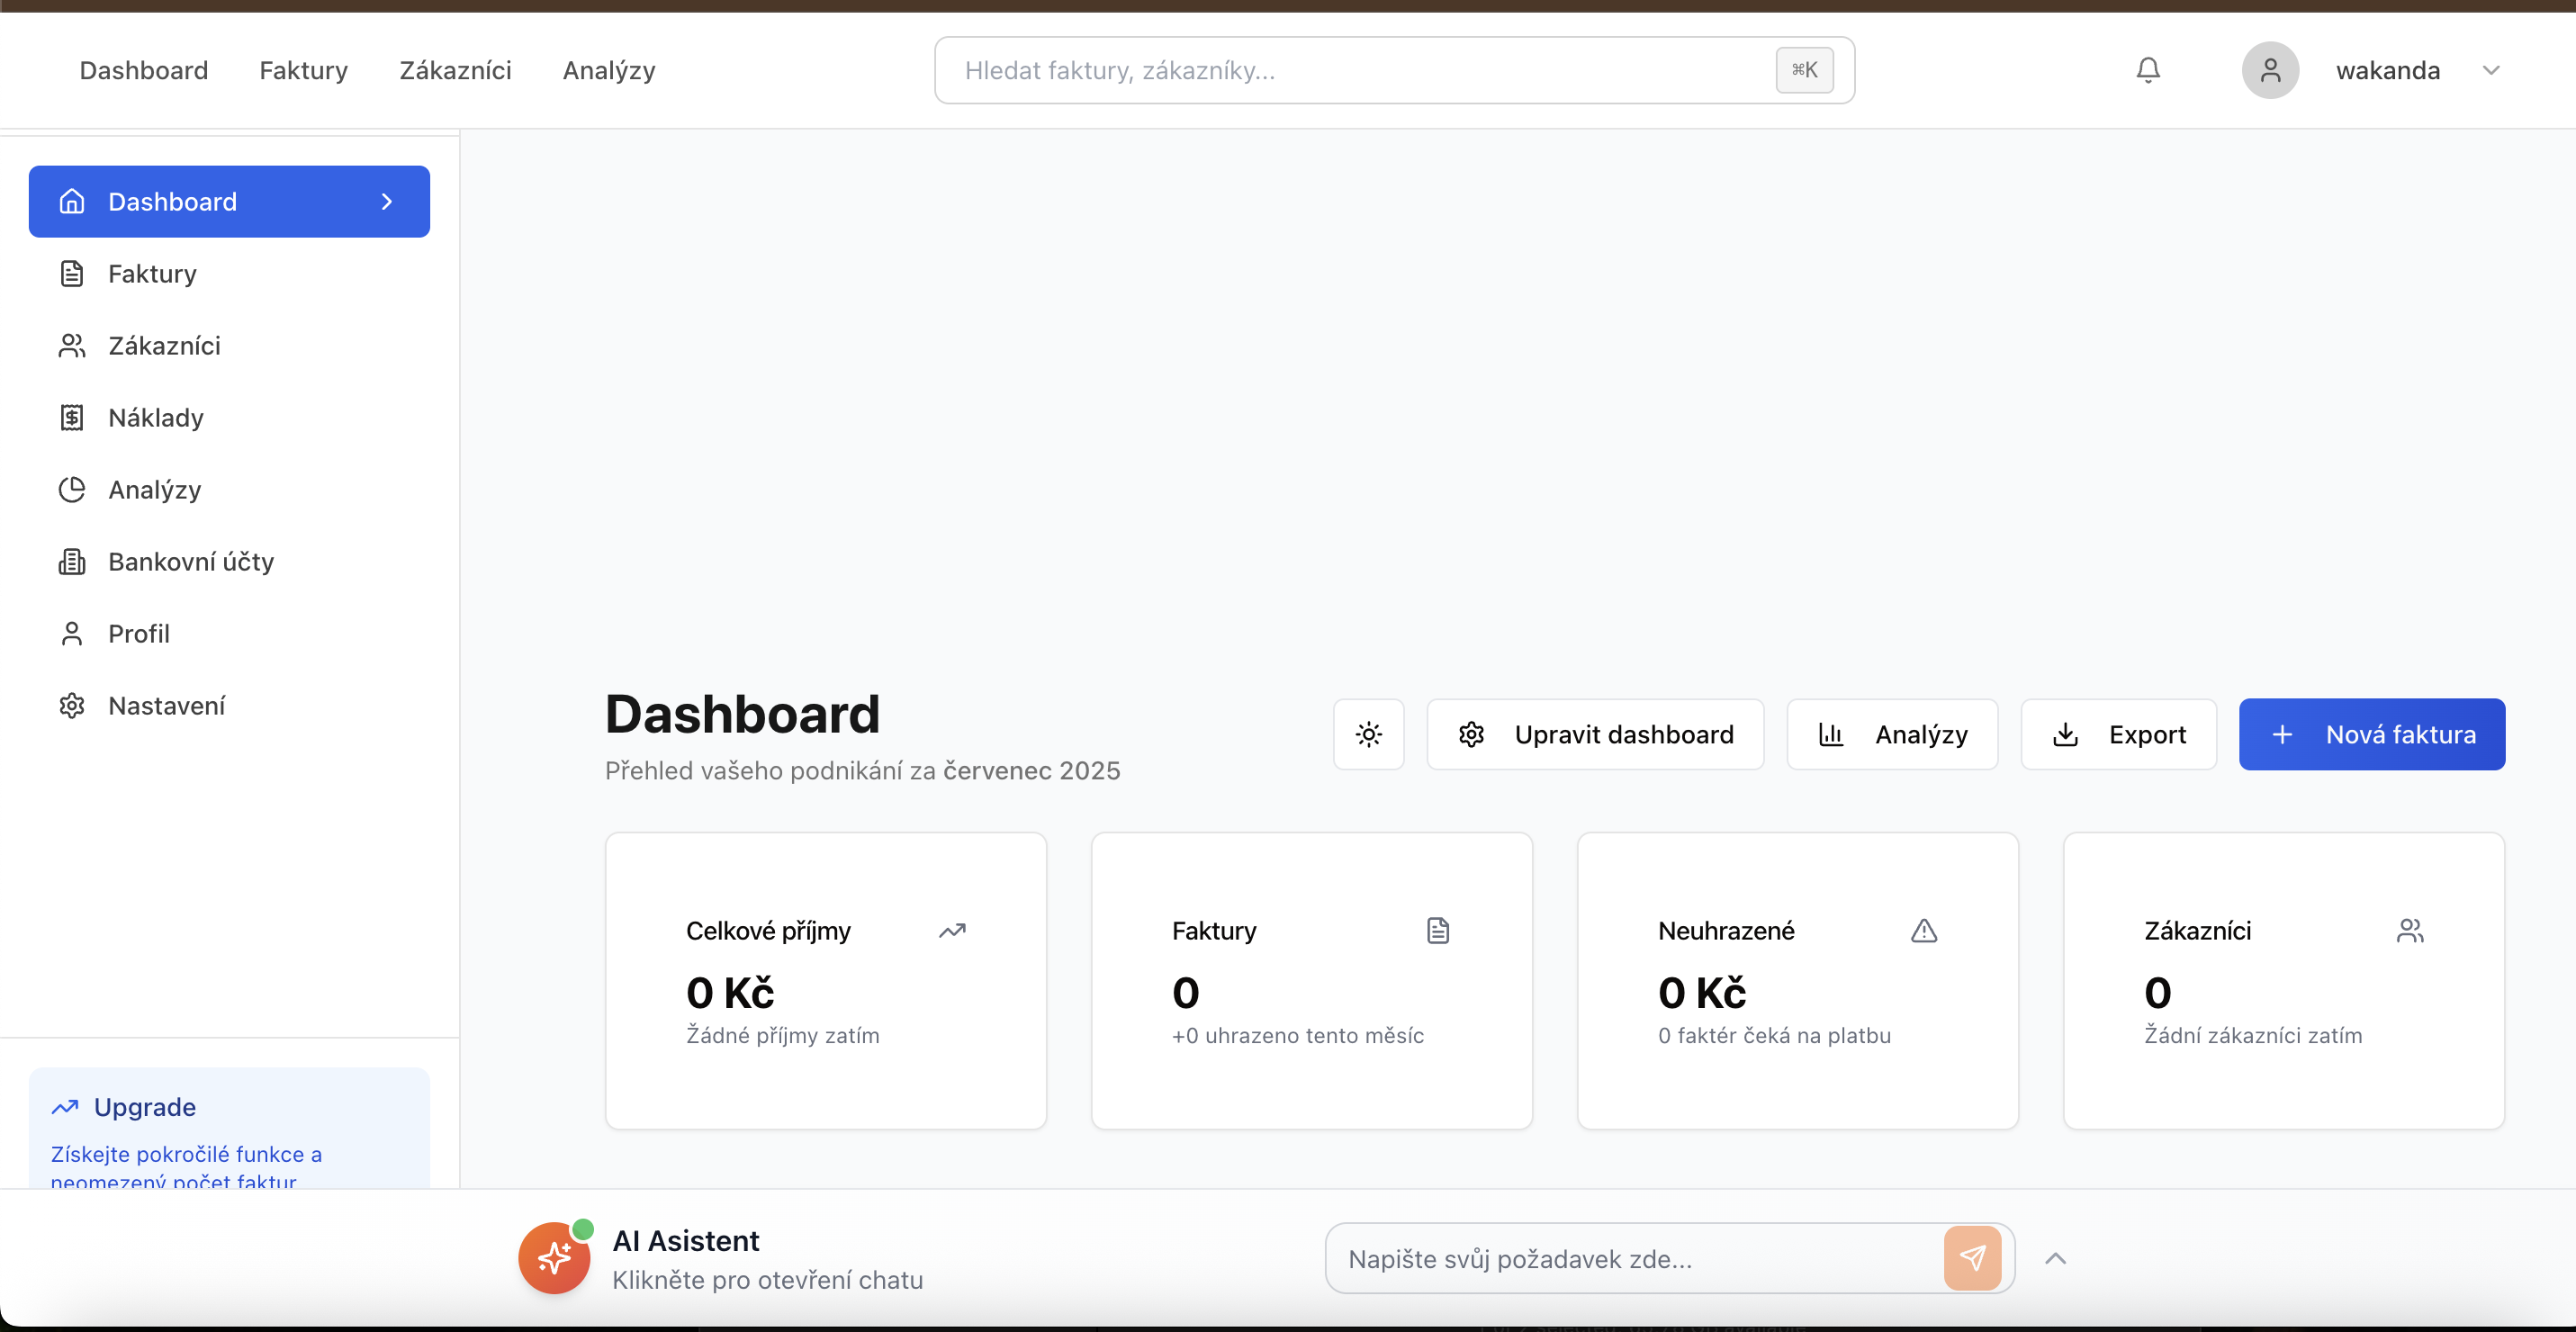 Dashboard Faktury Zákazníci Analýzy Hledat faktury, zákazníky... ⌘K wakanda
Dashboard
Faktury
Zákazníci
Náklady
Analýzy
Bankovní účty
Profil
Nastavení
Upgrade
Získejte pokročilé funkce a
neomezený počet faktur
Dashboard
Přehled vašeho podnikání za červenec 2025
Upravit dashboard Analýzy Export Nová faktura
Celkové příjmy
0 Kč
Žádné příjmy zatím
Faktury
0
+0 uhrazeno tento měsíc
Neuhrazené
0 Kč
0 faktér čeká na platbu
Zákazníci
0
Žádní zákazníci zatím
AI Asistent
Klikněte pro otevření chatu
Napište svůj požadavek zde...